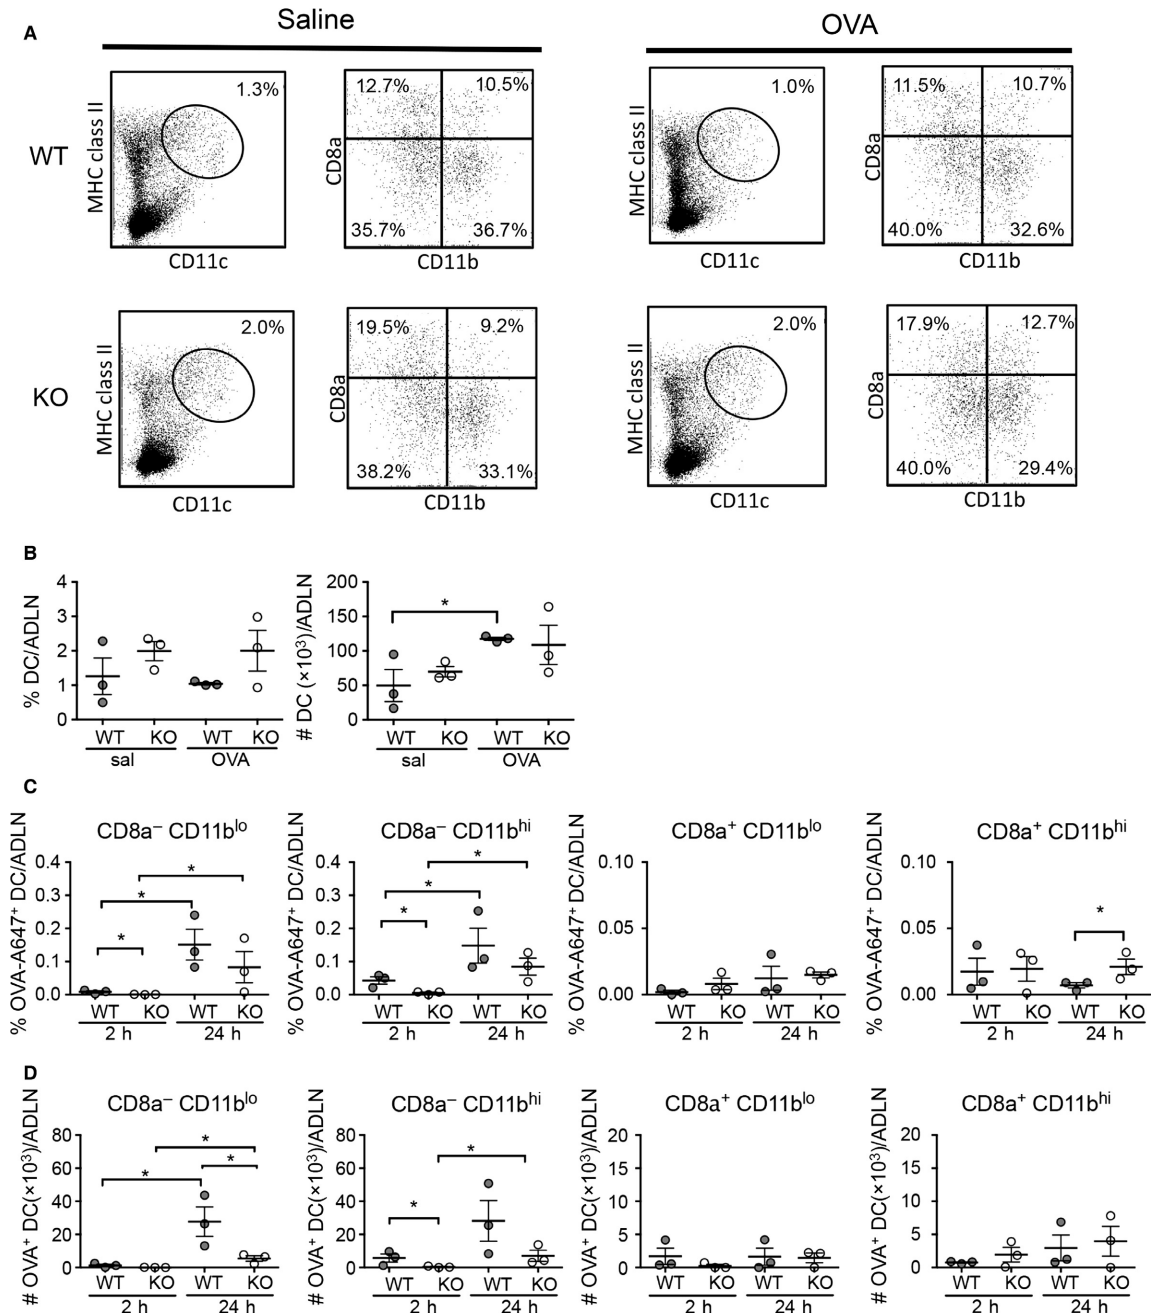 A
Saline
OVA
WT
MHC class II
1.3%
CD11c
CD8a
12.7%
10.5%
35.7%
36.7%
CD11b
MHC class II
1.0%
CD11c
CD8a
11.5%
10.7%
40.0%
32.6%
CD11b
KO
MHC class II
2.0%
CD11c
CD8a
19.5%
9.2%
38.2%
33.1%
CD11b
MHC class II
2.0%
CD11c
CD8a
17.9%
12.7%
40.0%
29.4%
CD11b
B
% DC/ADLN
4
3
2
1
0
WT KO WT KO
sal OVA
# DC (×10³)/ADLN
200
150
100
50
0
*
WT KO WT KO
sal OVA
C
CD8a⁻ CD11bˡᵒ
% OVA-A647⁺ DC/ADLN
0.4
0.3
0.2
0.1
0.0
*
*
*
WT KO WT KO
2 h 24 h
CD8a⁻ CD11bʰⁱ
% OVA-A647⁺ DC/ADLN
0.4
0.3
0.2
0.1
0.0
*
*
*
WT KO WT KO
2 h 24 h
CD8a⁺ CD11bˡᵒ
% OVA-A647⁺ DC/ADLN
0.10
0.05
0.00
WT KO WT KO
2 h 24 h
CD8a⁺ CD11bʰⁱ
% OVA-A647⁺ DC/ADLN
0.10
0.05
0.00
*
WT KO WT KO
2 h 24 h
D
CD8a⁻ CD11bˡᵒ
# OVA⁺ DC(×10³)/ADLN
80
60
40
20
0
*
*
*
WT KO WT KO
2 h 24 h
CD8a⁻ CD11bʰⁱ
# OVA⁺ DC(×10³)/ADLN
80
60
40
20
0
*
*
WT KO WT KO
2 h 24 h
CD8a⁺ CD11bˡᵒ
# OVA⁺ DC(×10³)/ADLN
20
15
10
5
0
WT KO WT KO
2 h 24 h
CD8a⁺ CD11bʰⁱ
# OVA⁺ DC(×10³)/ADLN
20
15
10
5
0
WT KO WT KO
2 h 24 h